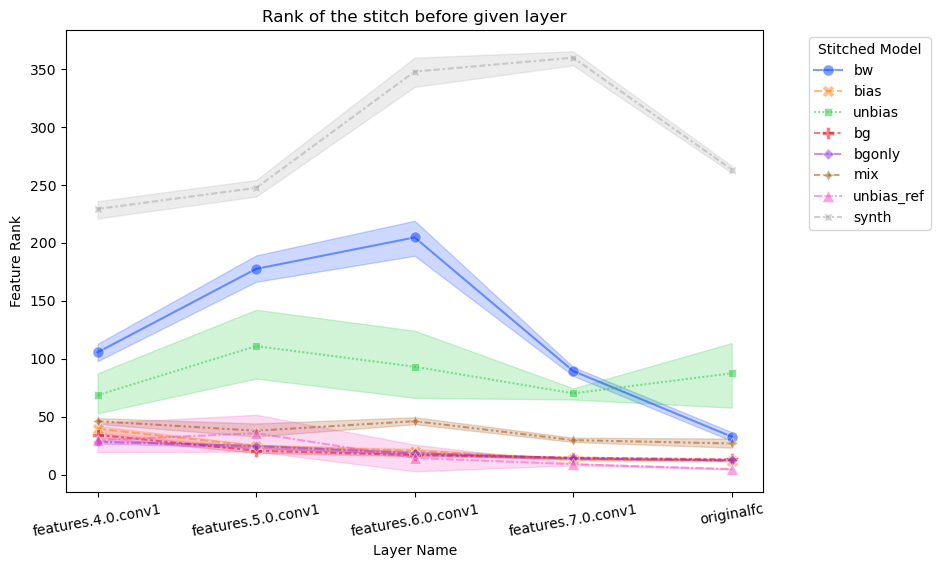 Rank of the stitch before given layer
Feature Rank
350
300
250
200
150
100
50
0
features.4.0.conv1
features.5.0.conv1
features.6.0.conv1
features.7.0.conv1
originalfc
Layer Name
Stitched Model
bw
bias
unbias
bg
bgonly
mix
unbias_ref
synth